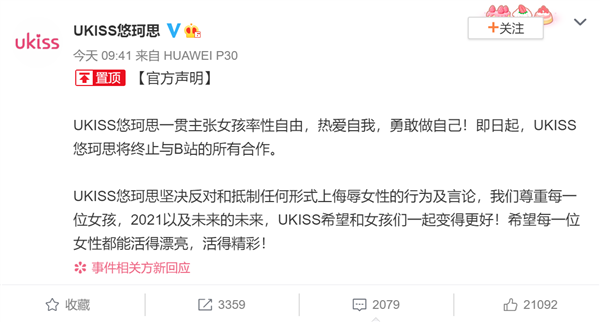 ukiss
UKISS悠珂思
今天 09:41 来自 HUAWEI P30
+关注
置顶 【官方声明】
UKISS悠珂思一贯主张女孩率性自由，热爱自我，勇敢做自己！即日起，UKISS
悠珂思将终止与B站的所有合作。
UKISS悠珂思坚决反对和抵制任何形式上侮辱女性的行为及言论，我们尊重每一
位女孩，2021以及未来的未来，UKISS希望和女孩们一起变得更好！希望每一位
女性都能活得漂亮，活得精彩！
事件相关方新回应
收藏 3359 2079 21092